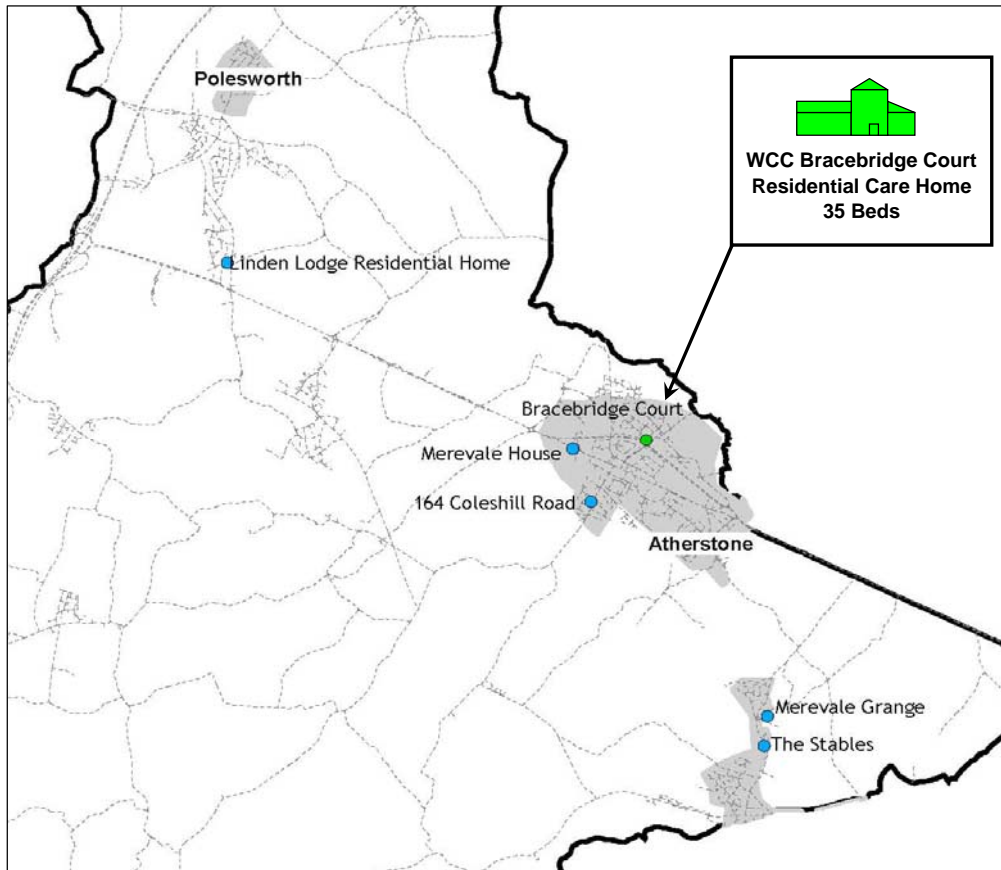 Polesworth
WCC Bracebridge Court
Residential Care Home
35 Beds
Linden Lodge Residential Home
Bracebridge Court
Merevale House
164 Coleshill Road
Atherstone
Merevale Grange
The Stables